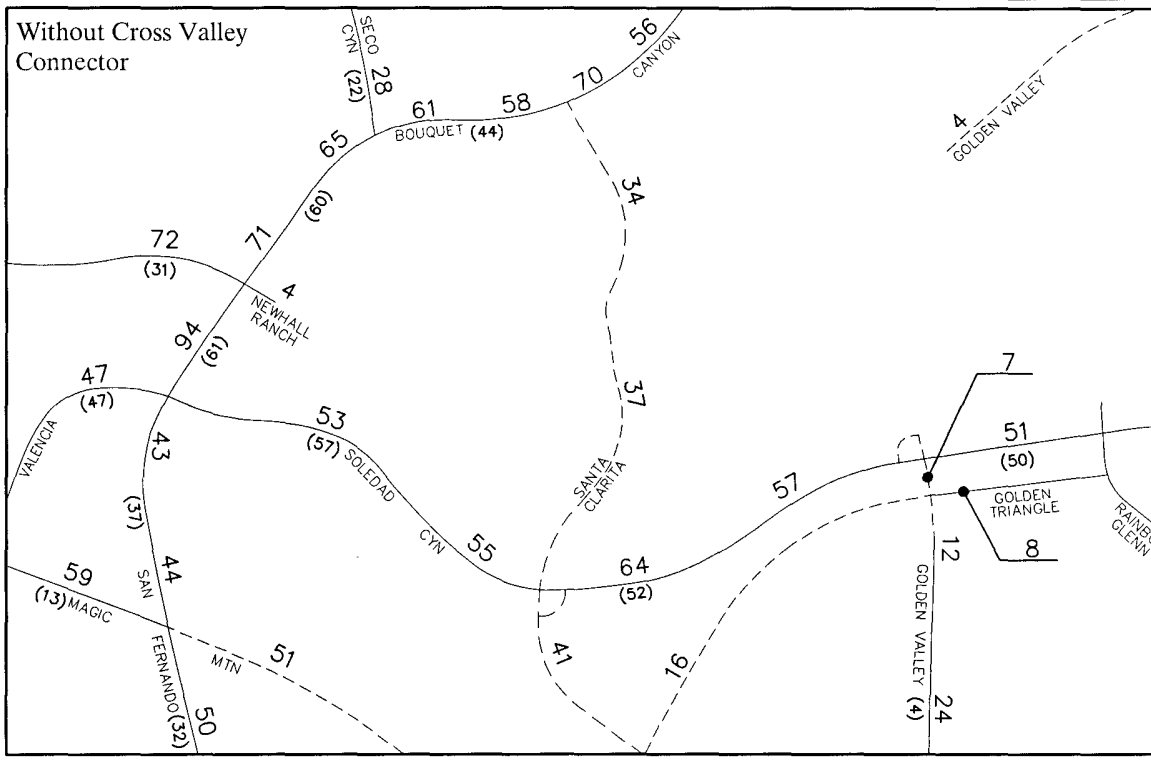 Without Cross Valley
Connector
SECO
CYN
(22)
28
56
CANYON
70
58
61
BOUQUET (44)
65
(60)
71
4
GOLDEN VALLEY
34
72
(31)
4
NEWHALL
RANCH
94
(61)
47
(47)
VALENCIA
43
(37)
53
(57)
SOLEDAD
CYN
55
37
SANTA
CLARITA
7
51
(50)
57
GOLDEN
TRIANGLE
RAINBO
GLENN
8
12
64
(52)
GOLDEN VALLEY
(4)
24
16
41
59
(13) MAGIC
44
SAN
FERNANDO
(32)
50
MTN
51